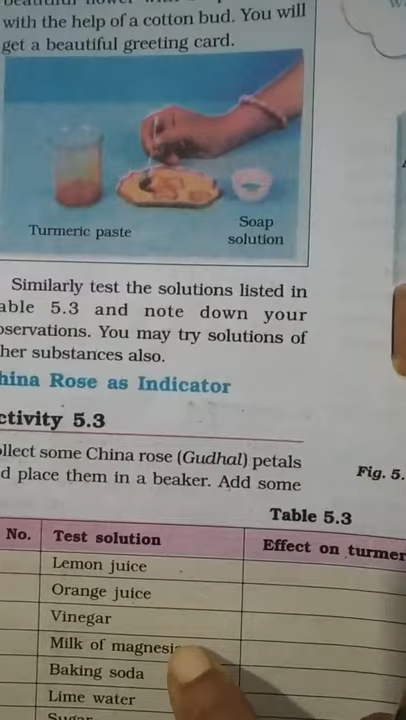 with the help of a cotton bud. You will
get a beautiful greeting card.
Turmeric paste
Soap
solution
Similarly test the solutions listed in
able 5.3 and note down your
bservations. You may try solutions of
her substances also.
hina Rose as Indicator
ctivity 5.3
ollect some China rose (Gudhal) petals
d place them in a beaker. Add some
Fig. 5.
Table 5.3
No. Test solution Effect on turmer
Lemon juice
Orange juice
Vinegar
Milk of magnesi
Baking soda
Lime water
Sugar